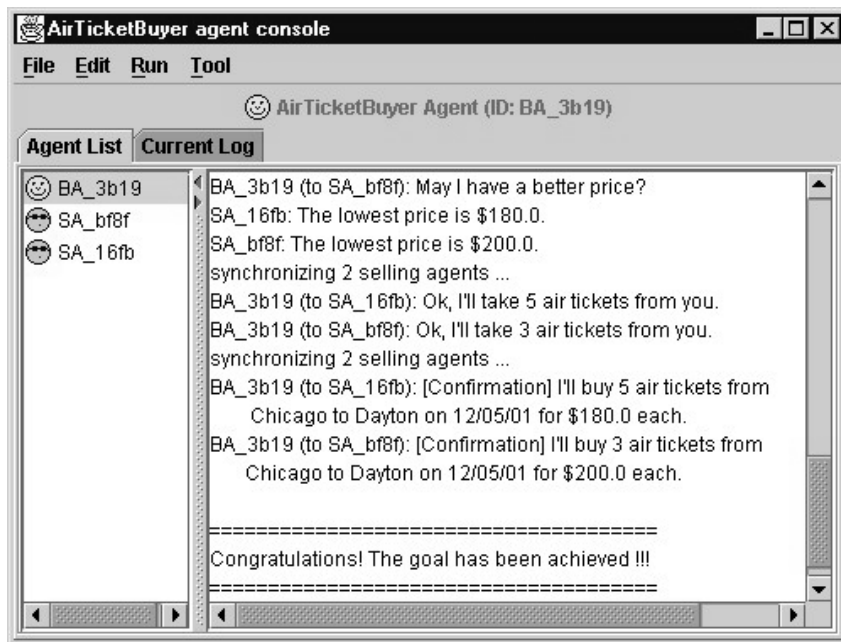 AirTicketBuyer agent console
File Edit Run Tool
AirTicketBuyer Agent (ID: BA_3b19)
Agent List Current Log
BA_3b19
SA_bf8f
SA_16fb
BA_3b19 (to SA_bf8f): May I have a better price?
SA_16fb: The lowest price is $180.0.
SA_bf8f: The lowest price is $200.0.
synchronizing 2 selling agents ...
BA_3b19 (to SA_16fb): Ok, I'll take 5 air tickets from you.
BA_3b19 (to SA_bf8f): Ok, I'll take 3 air tickets from you.
synchronizing 2 selling agents ...
BA_3b19 (to SA_16fb): [Confirmation] I'll buy 5 air tickets from
Chicago to Dayton on 12/05/01 for $180.0 each.
BA_3b19 (to SA_bf8f): [Confirmation] I'll buy 3 air tickets from
Chicago to Dayton on 12/05/01 for $200.0 each.
======================================
Congratulations! The goal has been achieved !!!
======================================